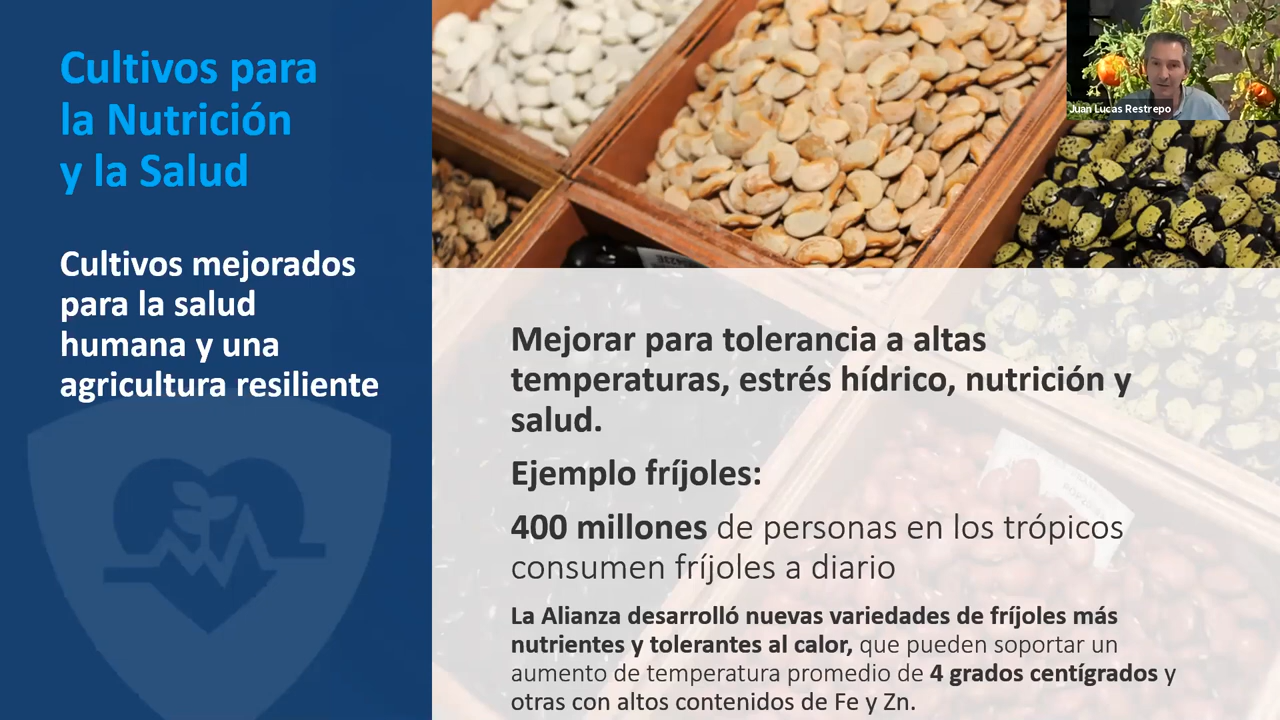 Cultivos para
la Nutrición
y la Salud
Cultivos mejorados
para la salud
humana y una
agricultura resiliente
Juan Lucas Restrepo
Mejorar para tolerancia a altas
temperaturas, estrés hídrico, nutrición y
salud.
Ejemplo fríjoles:
400 millones de personas en los trópicos
consumen fríjoles a diario
La Alianza desarrolló nuevas variedades de fríjoles más
nutrientes y tolerantes al calor, que pueden soportar un
aumento de temperatura promedio de 4 grados centígrados y
otras con altos contenidos de Fe y Zn.